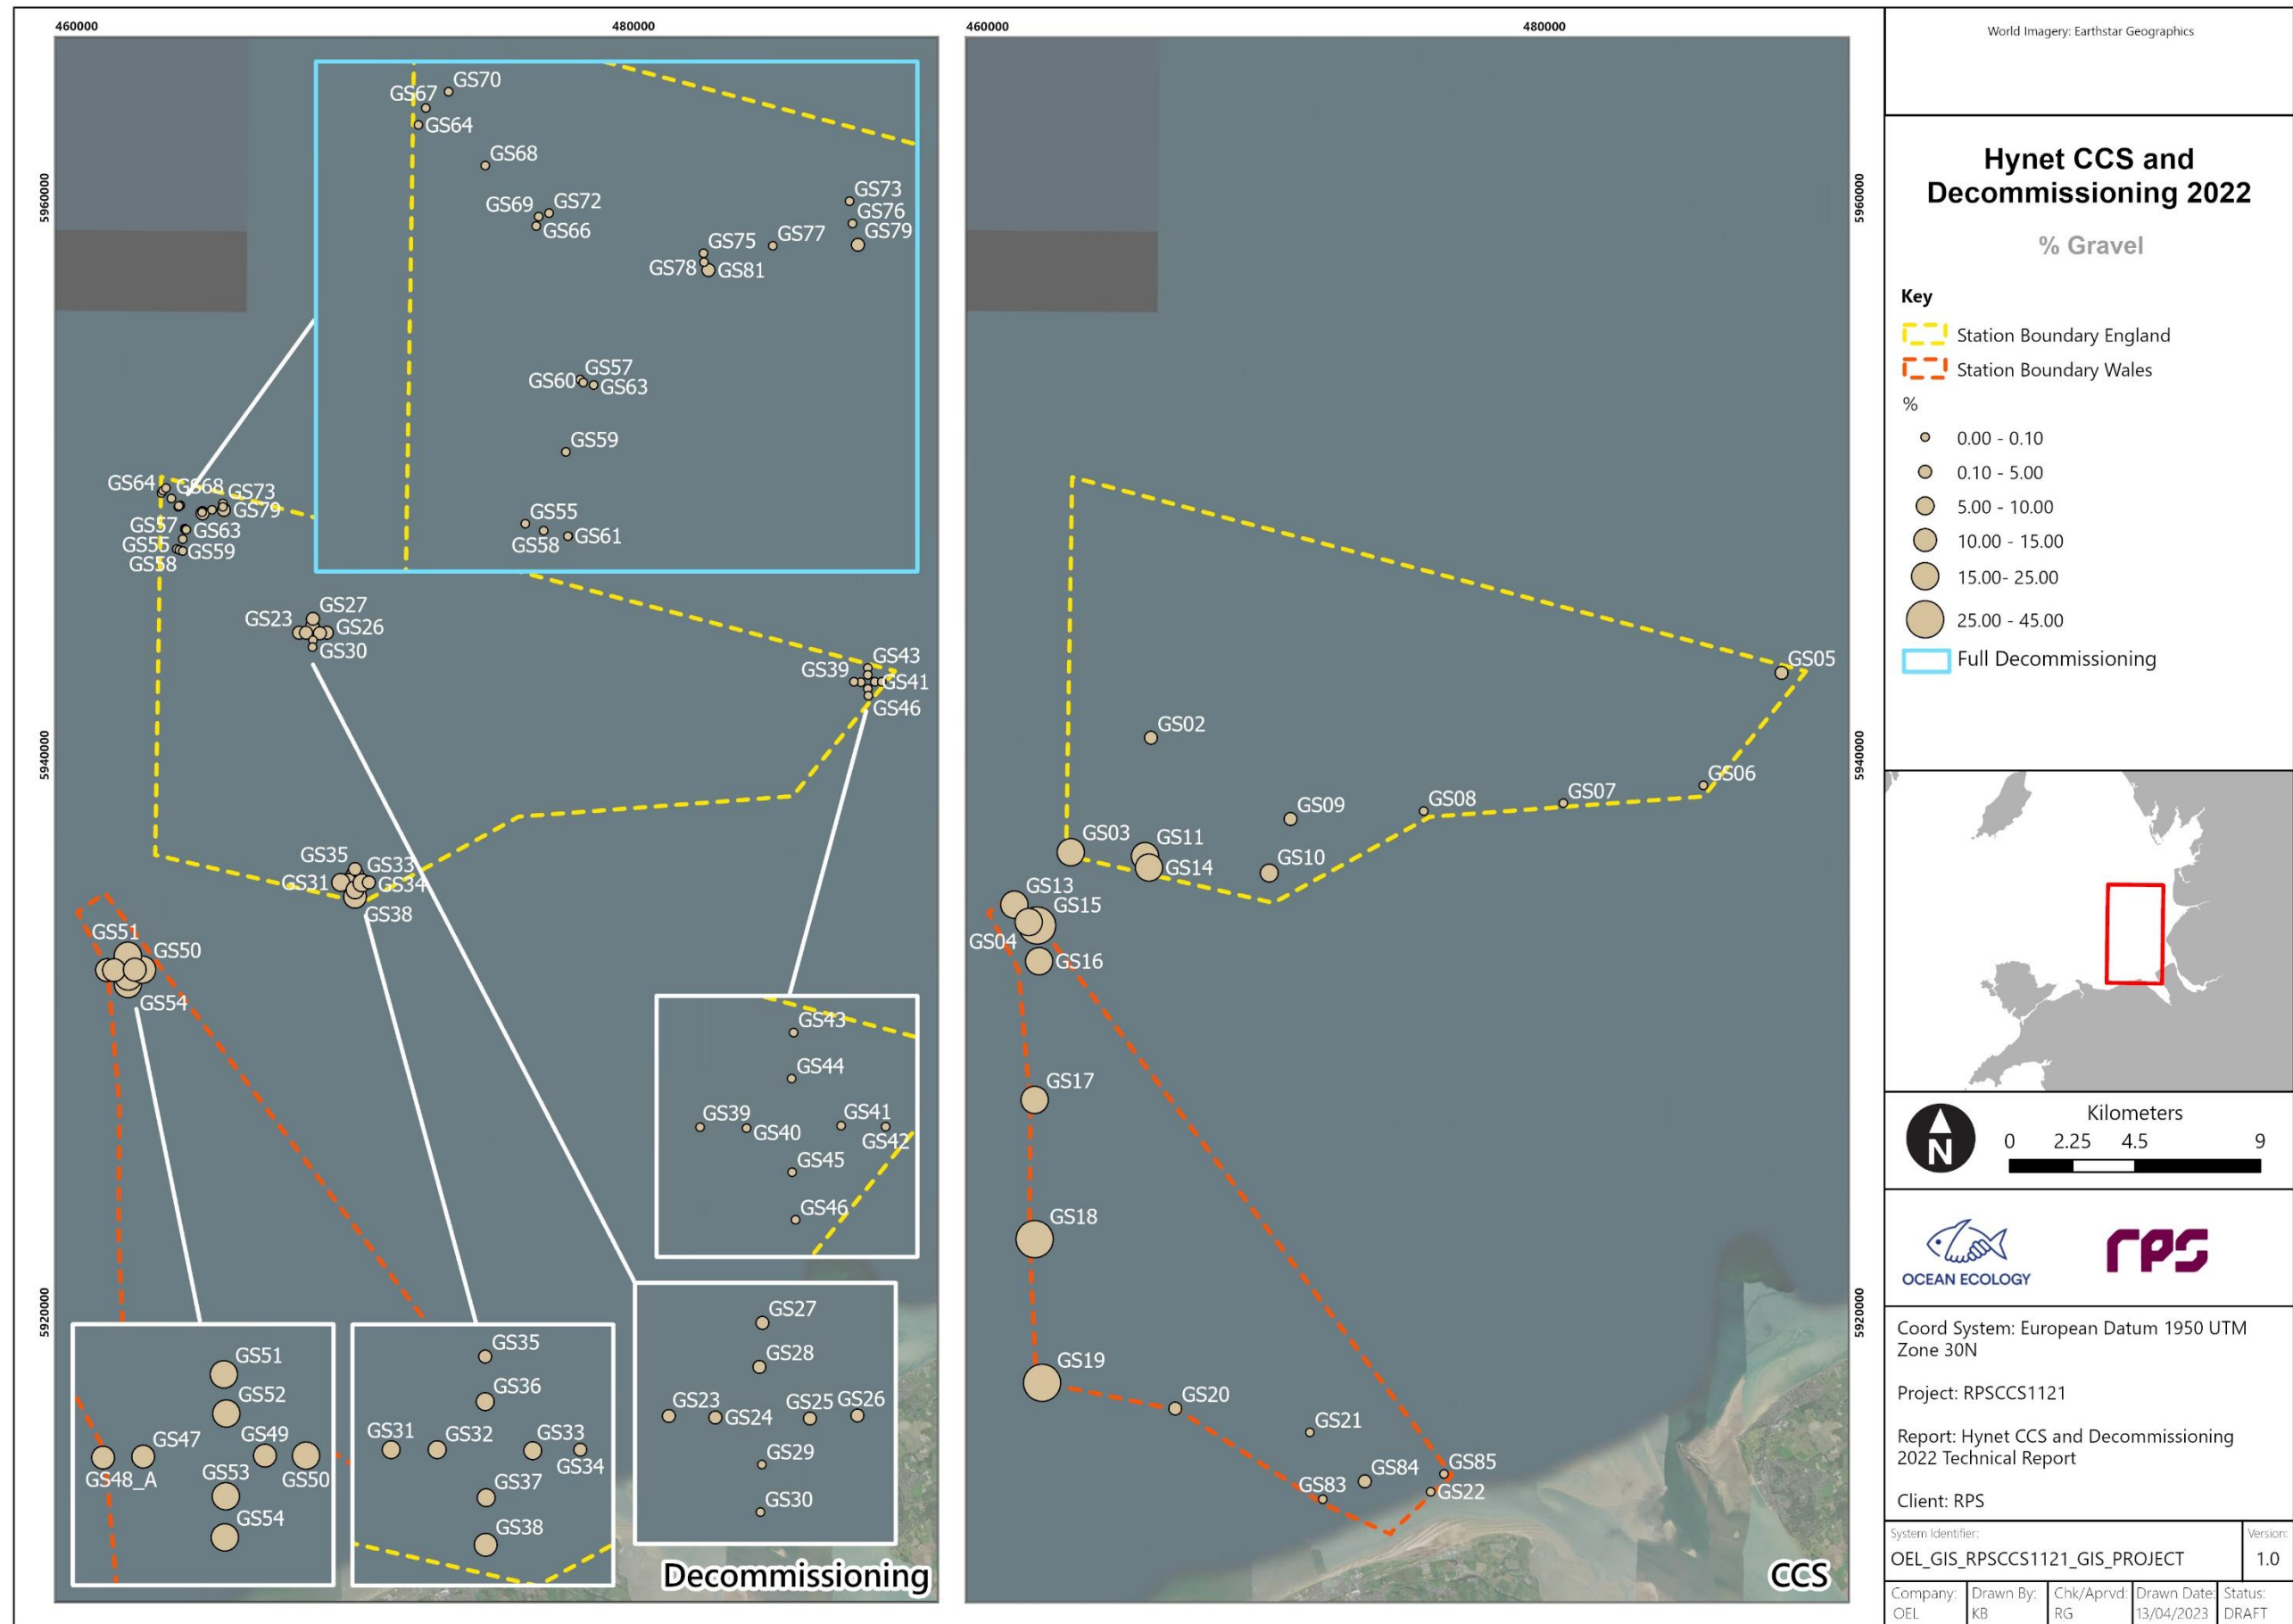 460000
480000
460000
480000
5960000
5940000
5920000
5960000
5940000
5920000
GS70
GS67
GS64
GS68
GS69
GS72
GS66
GS73
GS76
GS79
GS75
GS77
GS78
GS81
GS57
GS60
GS63
GS59
GS55
GS58
GS61
GS64
GS68
GS73
GS79
GS57
GS63
GS55
GS59
GS58
GS27
GS23
GS26
GS30
GS43
GS39
GS41
GS46
GS35
GS33
GS31
GS34
GS38
GS51
GS50
GS54
GS43
GS44
GS39
GS40
GS41
GS42
GS45
GS46
GS51
GS52
GS47
GS49
GS48_A
GS53
GS50
GS54
GS35
GS36
GS31
GS32
GS33
GS34
GS37
GS38
GS27
GS28
GS23
GS24
GS25
GS26
GS29
GS30
Decommissioning
GS05
GS02
GS06
GS07
GS08
GS09
GS03
GS11
GS14
GS10
GS13
GS15
GS04
GS16
GS17
GS18
GS19
GS20
GS21
GS84
GS85
GS83
GS22
CCS
World Imagery: Earthstar Geographics
Hynet CCS and
Decommissioning 2022
% Gravel
Key
Station Boundary England
Station Boundary Wales
%
0.00 - 0.10
0.10 - 5.00
5.00 - 10.00
10.00 - 15.00
15.00- 25.00
25.00 - 45.00
Full Decommissioning
N
Kilometers
0 2.25 4.5 9
OCEAN ECOLOGY
rps
Coord System: European Datum 1950 UTM
Zone 30N
Project: RPSCCS1121
Report: Hynet CCS and Decommissioning
2022 Technical Report
Client: RPS
System Identifier:
OEL_GIS_RPSCCS1121_GIS_PROJECT
Version:
1.0
Company:
OEL
Drawn By:
KB
Chk/Aprvd:
RG
Drawn Date:
13/04/2023
Status:
DRAFT